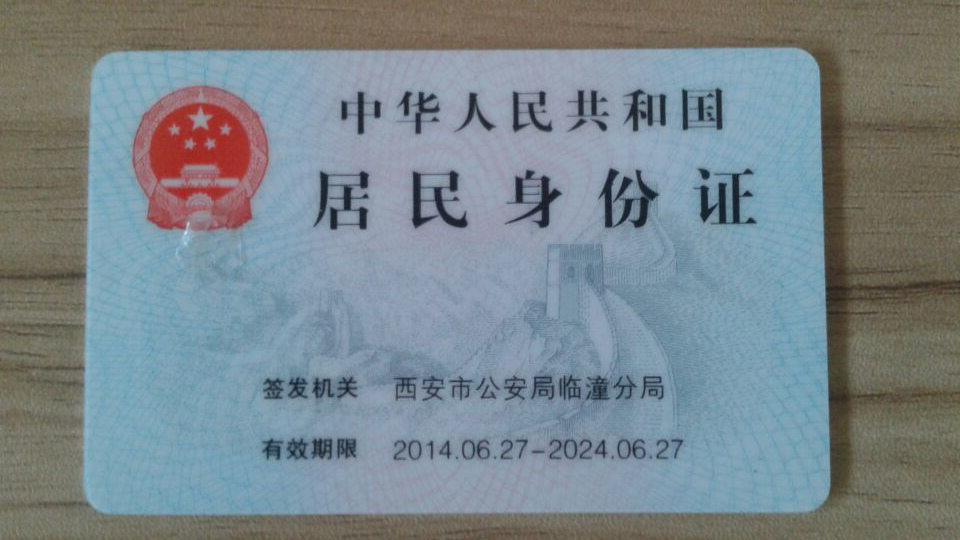 中华人民共和国
居民身份证
签发机关 西安市公安局临潼分局
有效期限 2014.06.27-2024.06.27